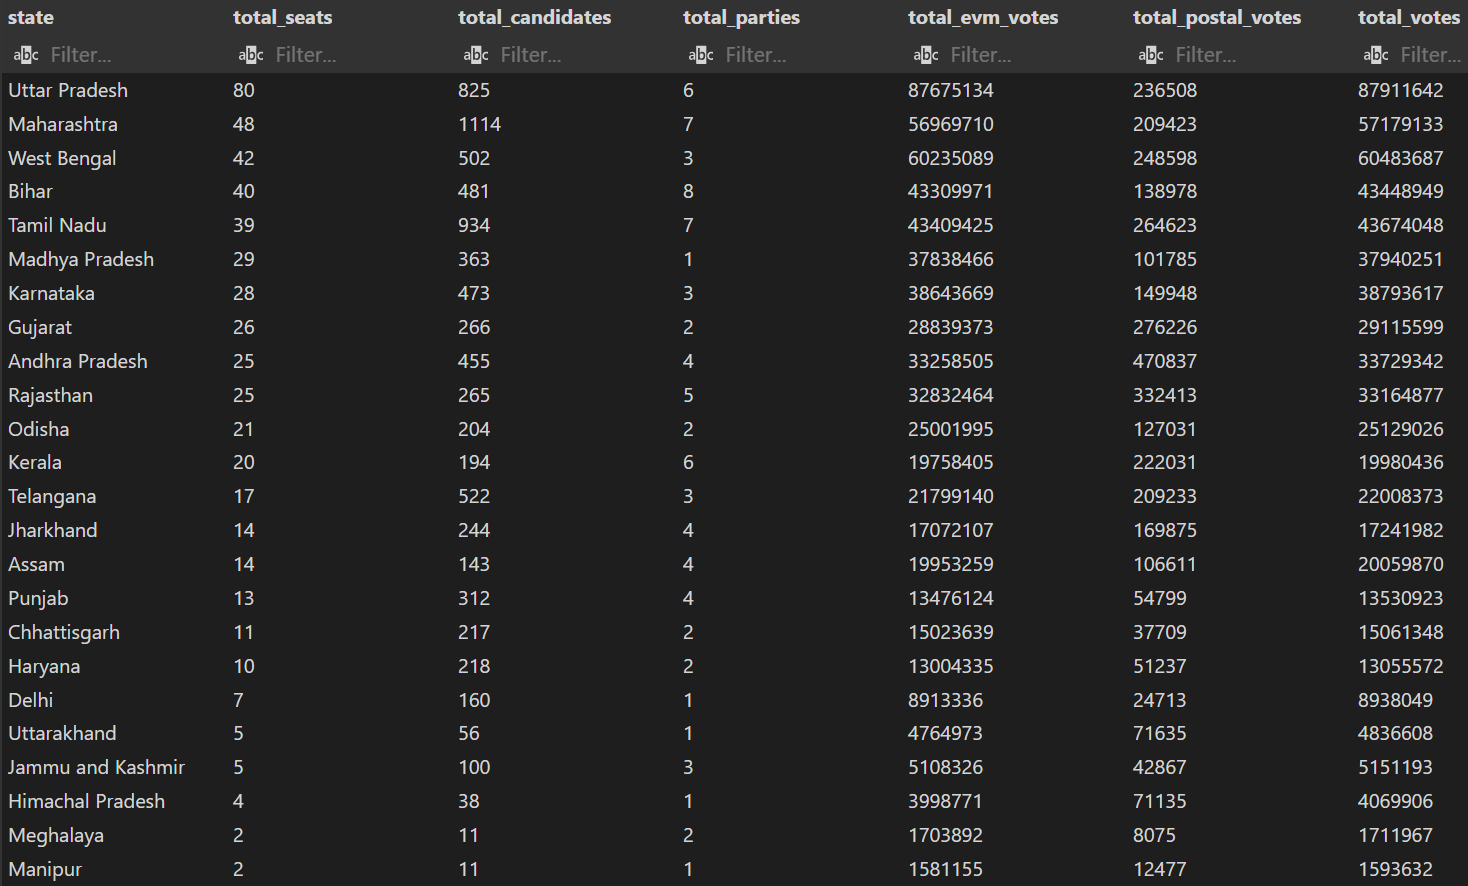 state total_seats total_candidates total_parties total_evm_votes total_postal_votes total_votes
abc Filter... abc Filter... abc Filter... abc Filter... abc Filter... abc Filter... abc Filter...
Uttar Pradesh 80 825 6 87675134 236508 87911642
Maharashtra 48 1114 7 56969710 209423 57179133
West Bengal 42 502 3 60235089 248598 60483687
Bihar 40 481 8 43309971 138978 43448949
Tamil Nadu 39 934 7 43409425 264623 43674048
Madhya Pradesh 29 363 1 37838466 101785 37940251
Karnataka 28 473 3 38643669 149948 38793617
Gujarat 26 266 2 28839373 276226 29115599
Andhra Pradesh 25 455 4 33258505 470837 33729342
Rajasthan 25 265 5 32832464 332413 33164877
Odisha 21 204 2 25001995 127031 25129026
Kerala 20 194 6 19758405 222031 19980436
Telangana 17 522 3 21799140 209233 22008373
Jharkhand 14 244 4 17072107 169875 17241982
Assam 14 143 4 19953259 106611 20059870
Punjab 13 312 4 13476124 54799 13530923
Chhattisgarh 11 217 2 15023639 37709 15061348
Haryana 10 218 2 13004335 51237 13055572
Delhi 7 160 1 8913336 24713 8938049
Uttarakhand 5 56 1 4764973 71635 4836608
Jammu and Kashmir 5 100 3 5108326 42867 5151193
Himachal Pradesh 4 38 1 3998771 71135 4069906
Meghalaya 2 11 2 1703892 8075 1711967
Manipur 2 11 1 1581155 12477 1593632